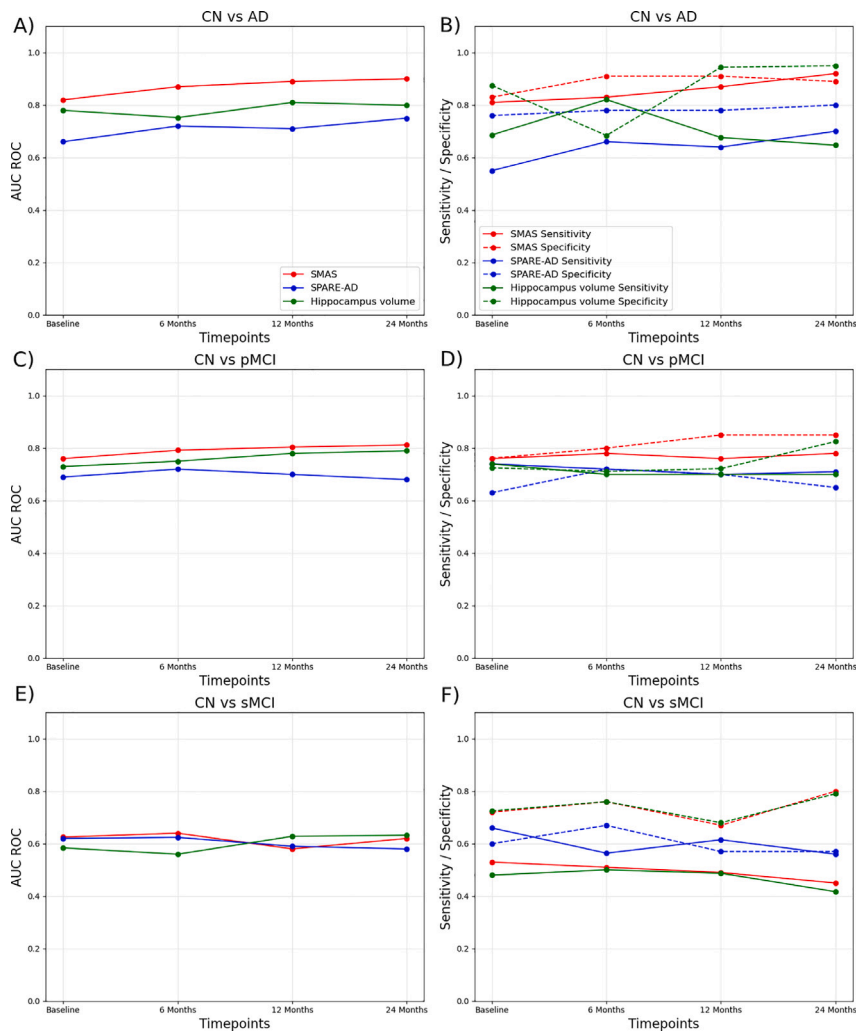 A)
CN vs AD
1.0
0.8
0.6
0.4
0.2
0.0
AUC ROC
SMAS
SPARE-AD
Hippocampus volume
Baseline
6 Months
12 Months
24 Months
Timepoints
B)
CN vs AD
1.0
0.8
0.6
0.4
0.2
0.0
Sensitivity / Specificity
SMAS Sensitivity
SMAS Specificity
SPARE-AD Sensitivity
SPARE-AD Specificity
Hippocampus volume Sensitivity
Hippocampus volume Specificity
Baseline
6 Months
12 Months
24 Months
Timepoints
C)
CN vs pMCI
1.0
0.8
0.6
0.4
0.2
0.0
AUC ROC
Baseline
6 Months
12 Months
24 Months
Timepoints
D)
CN vs pMCI
1.0
0.8
0.6
0.4
0.2
0.0
Sensitivity / Specificity
Baseline
6 Months
12 Months
24 Months
Timepoints
E)
CN vs sMCI
1.0
0.8
0.6
0.4
0.2
0.0
AUC ROC
Baseline
6 Months
12 Months
24 Months
Timepoints
F)
CN vs sMCI
1.0
0.8
0.6
0.4
0.2
0.0
Sensitivity / Specificity
Baseline
6 Months
12 Months
24 Months
Timepoints